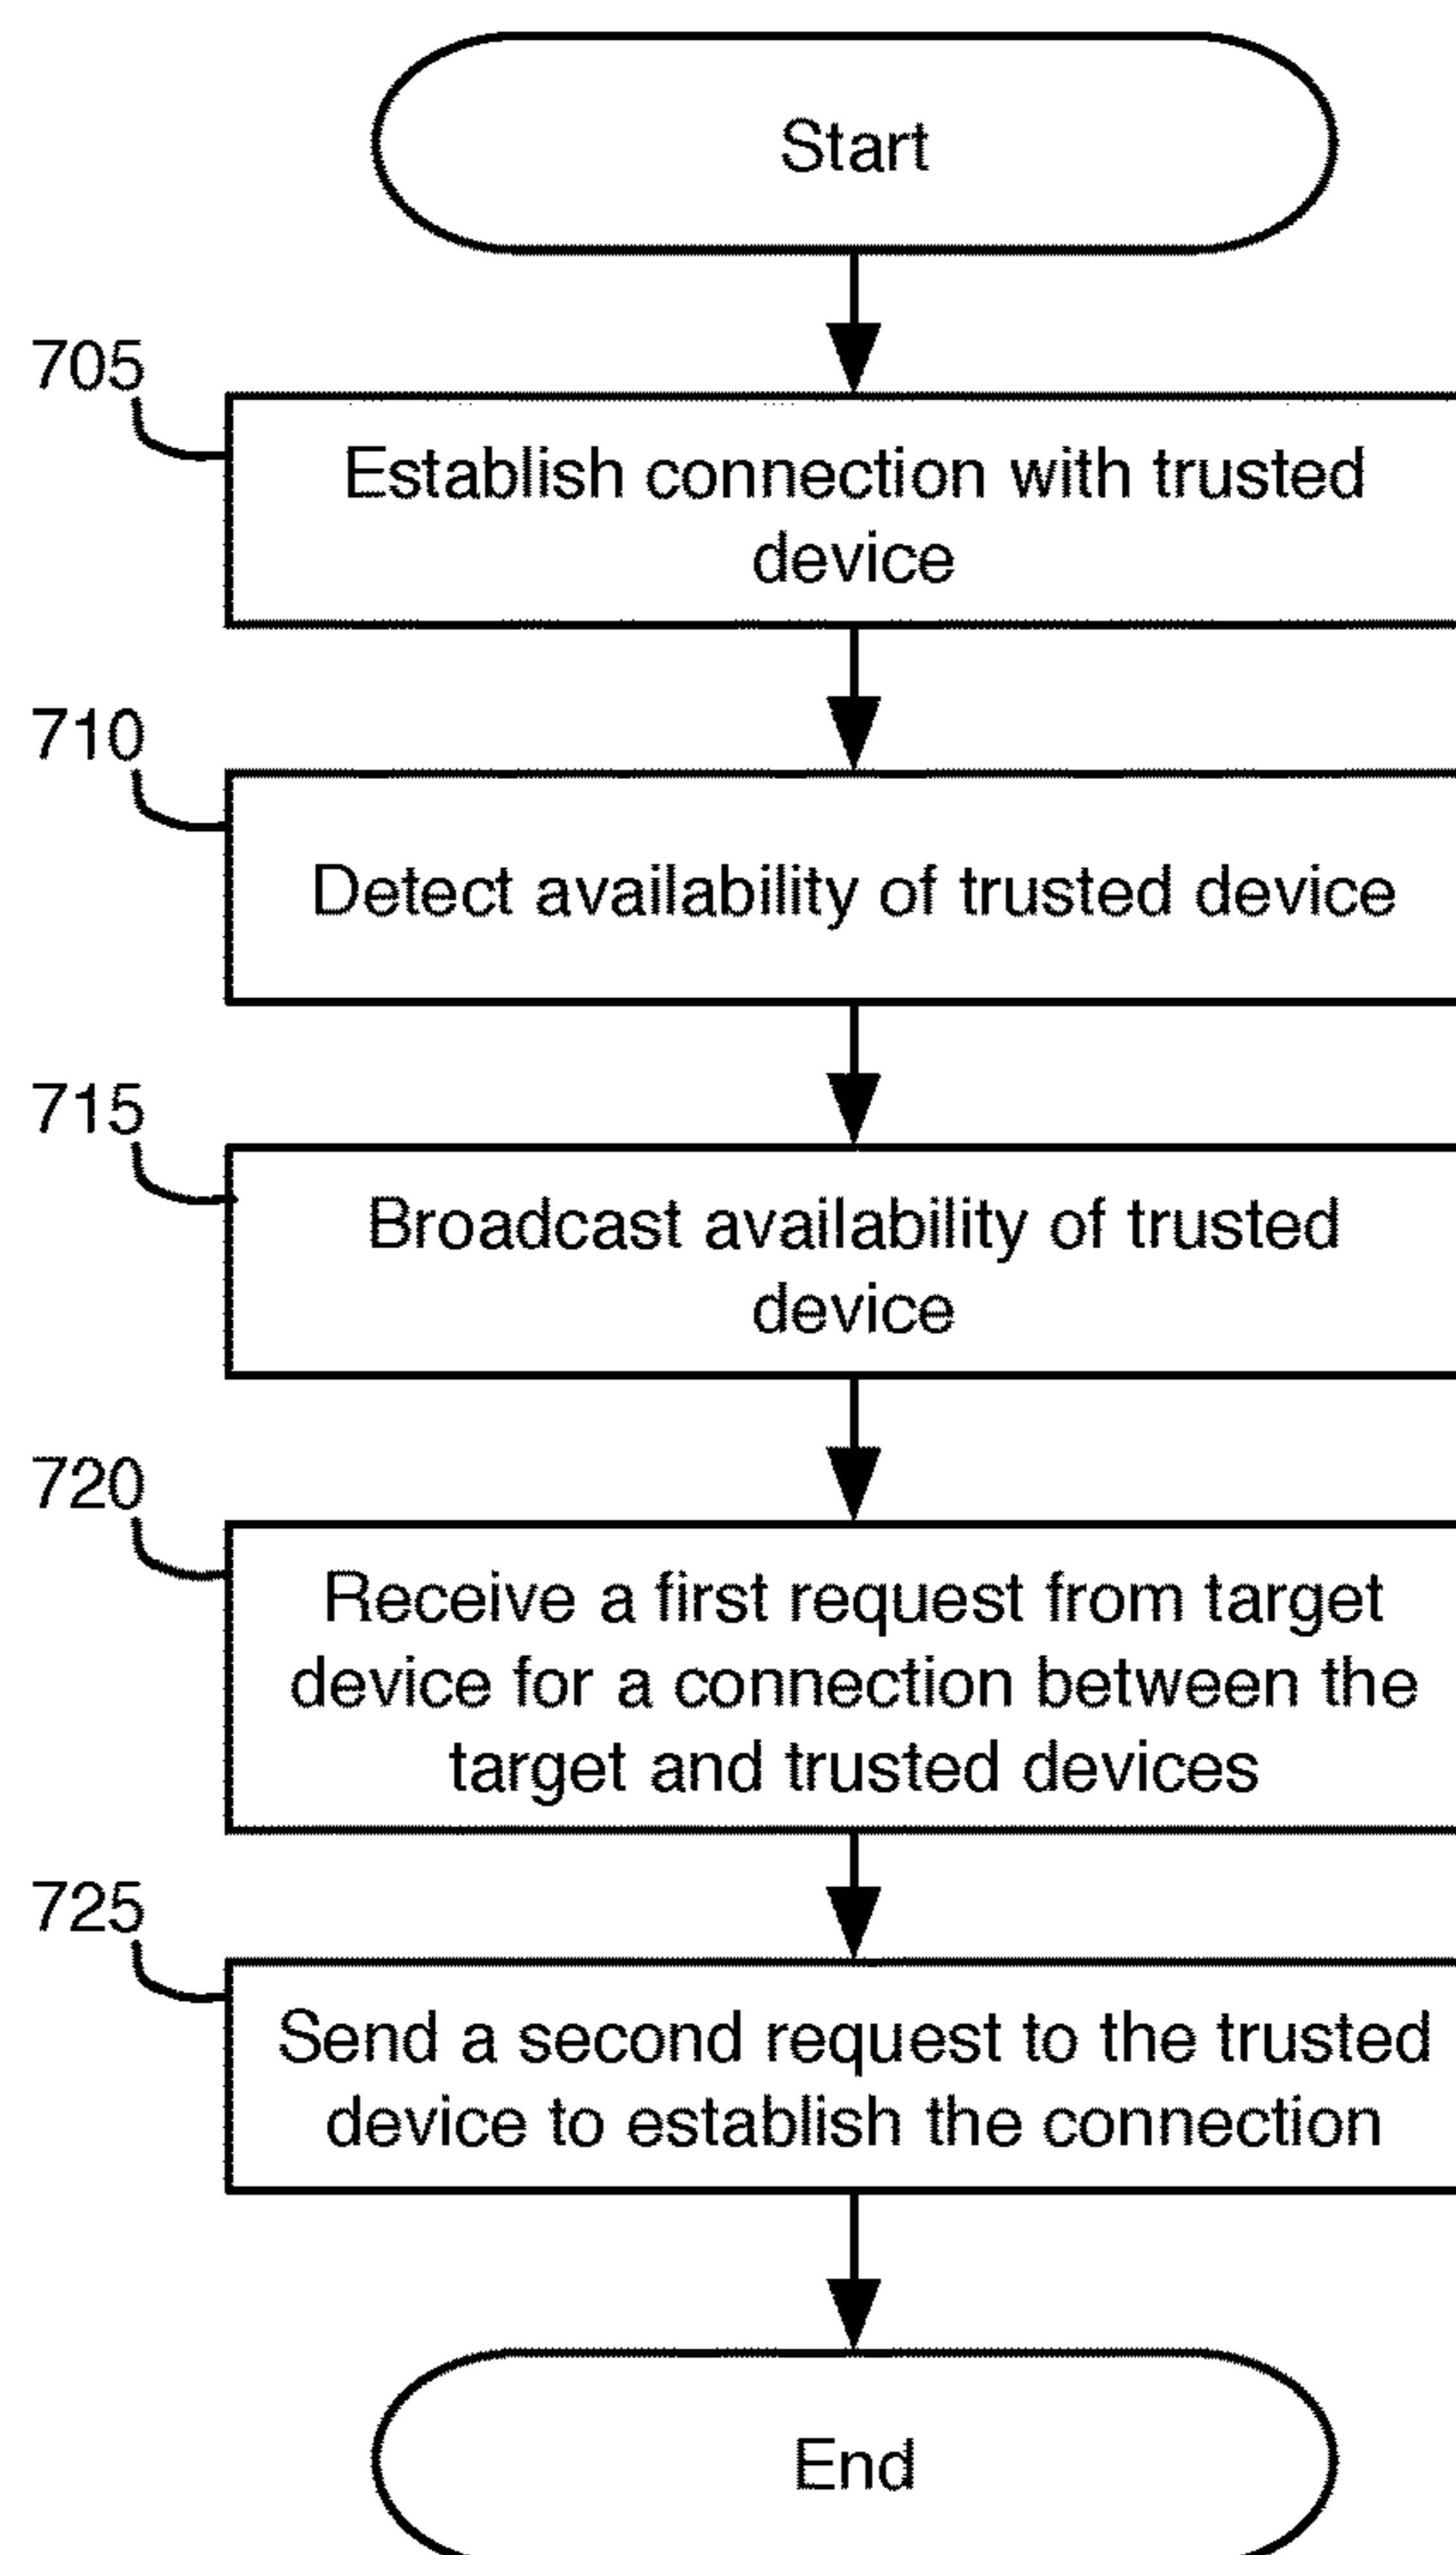 Start
705
Establish connection with trusted
device
710
Detect availability of trusted device
715
Broadcast availability of trusted
device
720
Receive a first request from target
device for a connection between the
target and trusted devices
725
Send a second request to the trusted
device to establish the connection
End